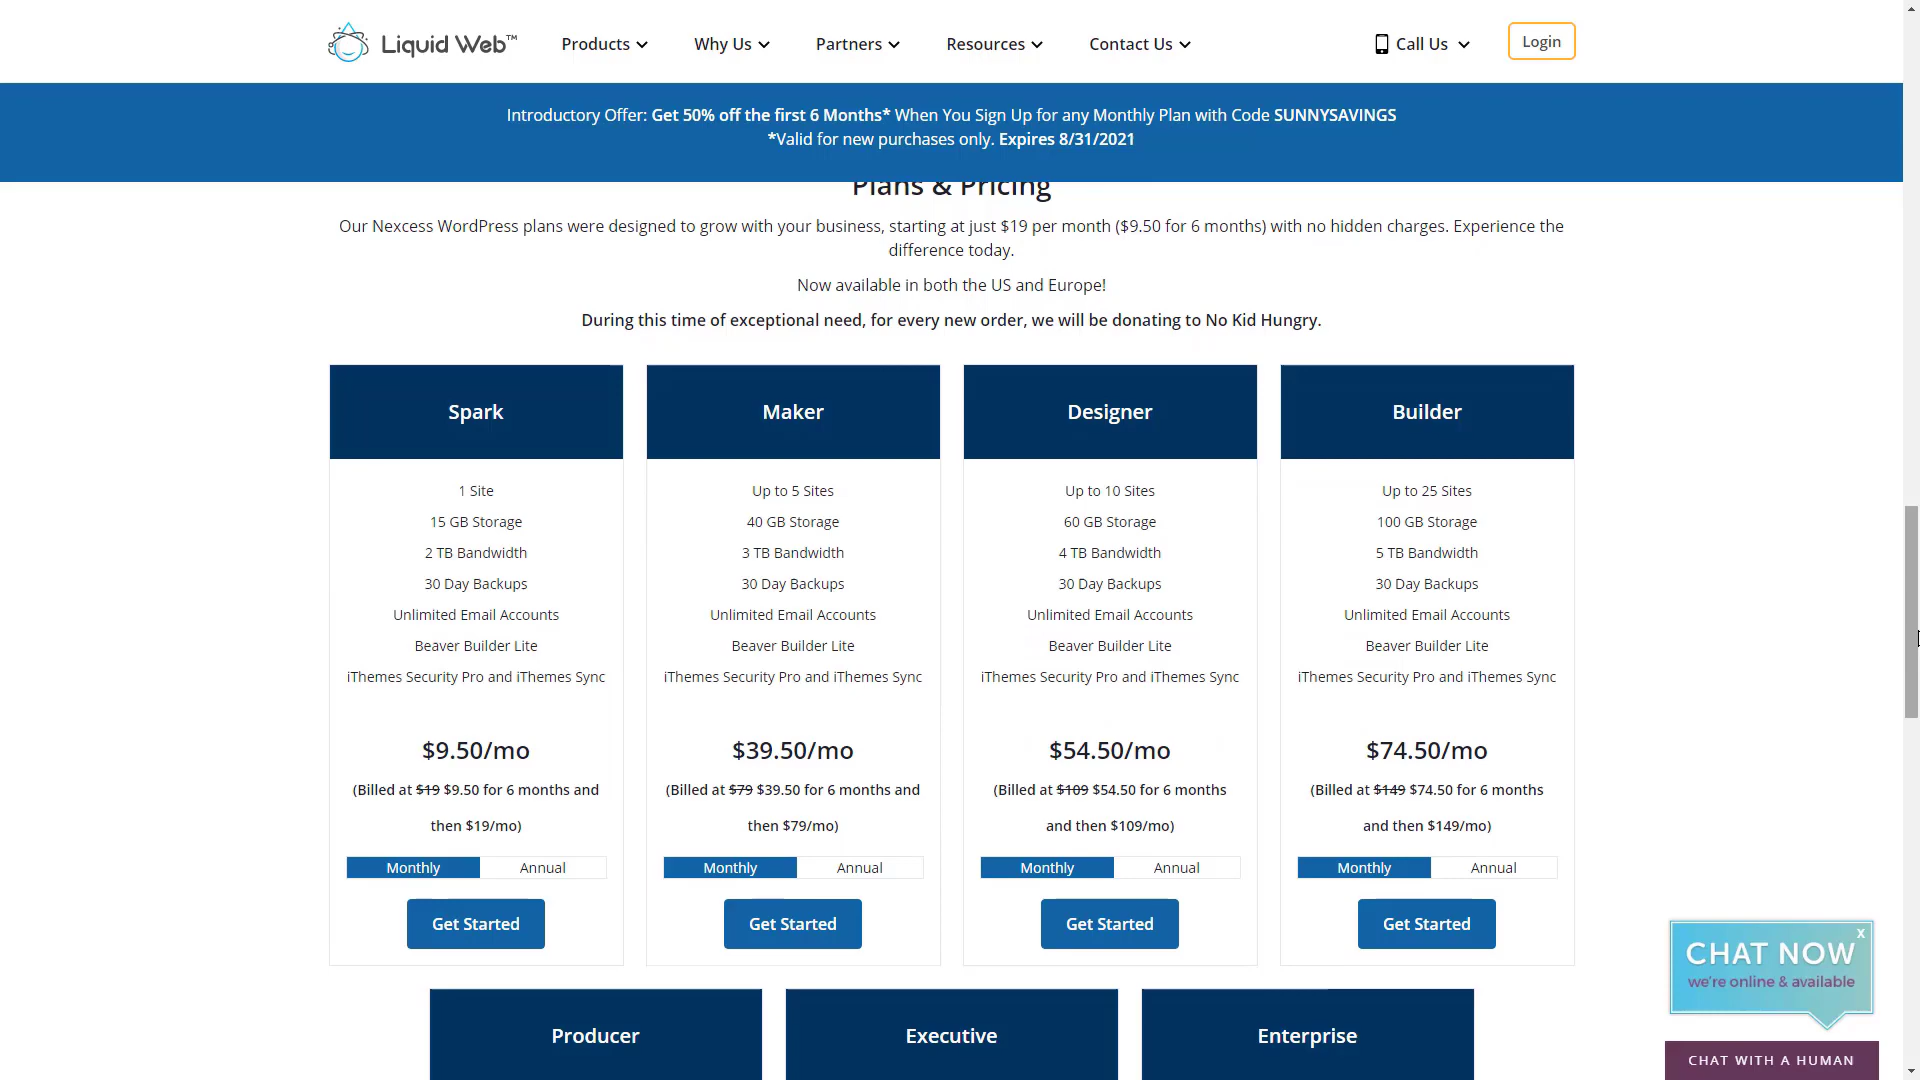 Liquid Web™
Products
Why Us
Partners
Resources
Contact Us
Call Us
Login
Introductory Offer: Get 50% off the first 6 Months* When You Sign Up for any Monthly Plan with Code SUNNYSAVINGS
*Valid for new purchases only. Expires 8/31/2021
Plans & Pricing
Our Nexcess WordPress plans were designed to grow with your business, starting at just $19 per month ($9.50 for 6 months) with no hidden charges. Experience the
difference today.
Now available in both the US and Europe!
During this time of exceptional need, for every new order, we will be donating to No Kid Hungry.
Spark
1 Site
15 GB Storage
2 TB Bandwidth
30 Day Backups
Unlimited Email Accounts
Beaver Builder Lite
iThemes Security Pro and iThemes Sync
$9.50/mo
(Billed at $19 $9.50 for 6 months and
then $19/mo)
Monthly
Annual
Get Started
Maker
Up to 5 Sites
40 GB Storage
3 TB Bandwidth
30 Day Backups
Unlimited Email Accounts
Beaver Builder Lite
iThemes Security Pro and iThemes Sync
$39.50/mo
(Billed at $79 $39.50 for 6 months and
then $79/mo)
Monthly
Annual
Get Started
Designer
Up to 10 Sites
60 GB Storage
4 TB Bandwidth
30 Day Backups
Unlimited Email Accounts
Beaver Builder Lite
iThemes Security Pro and iThemes Sync
$54.50/mo
(Billed at $109 $54.50 for 6 months
and then $109/mo)
Monthly
Annual
Get Started
Builder
Up to 25 Sites
100 GB Storage
5 TB Bandwidth
30 Day Backups
Unlimited Email Accounts
Beaver Builder Lite
iThemes Security Pro and iThemes Sync
$74.50/mo
(Billed at $149 $74.50 for 6 months
and then $149/mo)
Monthly
Annual
Get Started
Producer
Executive
Enterprise
x
CHAT NOW
we're online & available
CHAT WITH A HUMAN